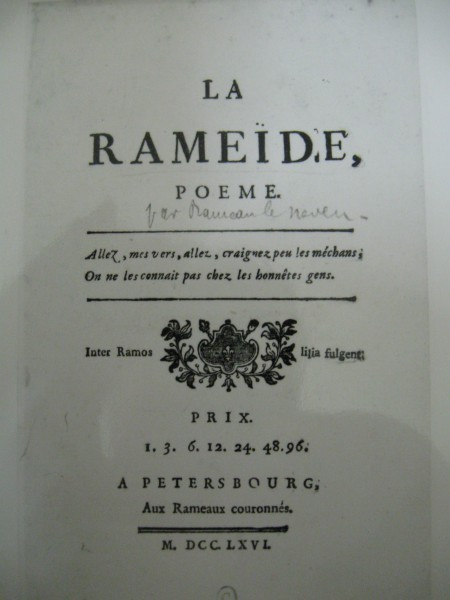 LA
RAMEÏDE,
POEME.
par Rameau le neveu
Allez, mes vers, allez, craignez peu les méchans;
On ne les connait pas chez les honnêtes gens.
Inter Ramos lilia fulgent.
PRIX.
1. 3. 6. 12. 24. 48. 96.
A PETERSBOURG,
Aux Rameaux couronnés.
M. DCC. LXVI.